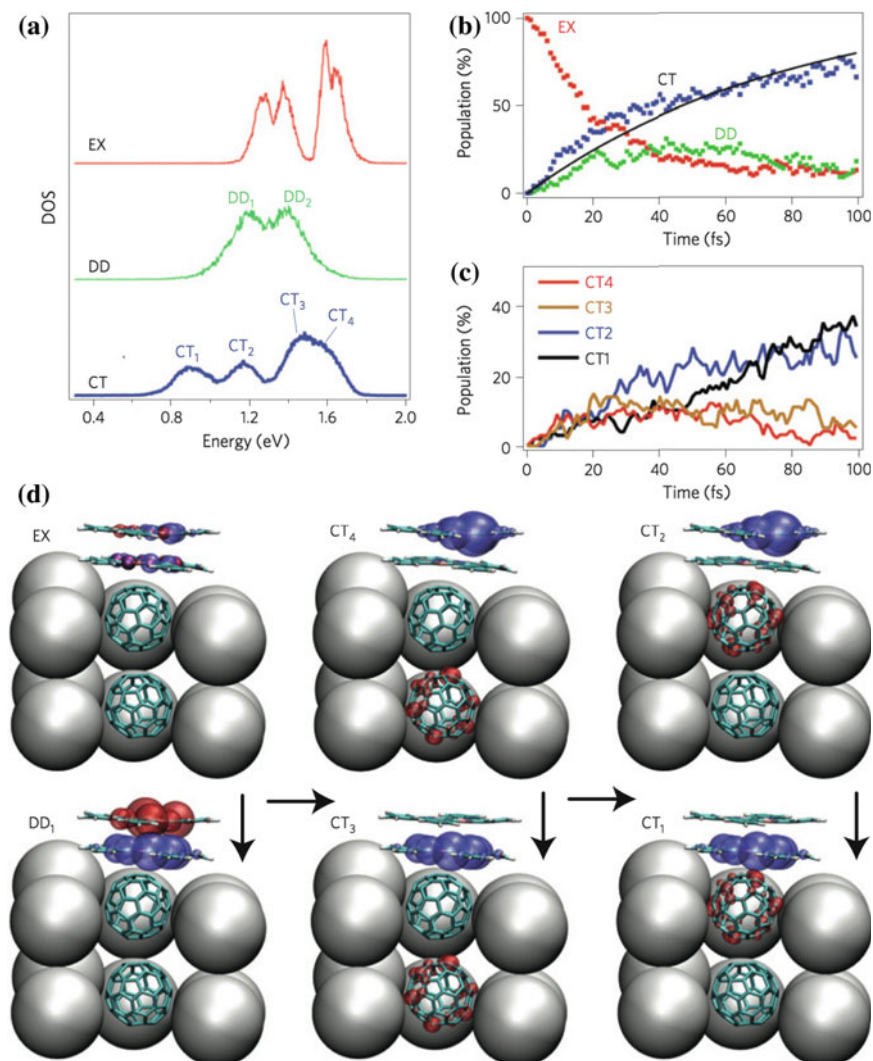 (a)
EX
DD₁
DD₂
DD
CT₃
CT₄
CT₁
CT₂
CT
DOS
0.4 0.8 1.2 1.6 2.0
Energy (eV)
(b)
100
50
0
Population (%)
EX
CT
DD
0 20 40 60 80 100
Time (fs)
(c)
40
20
0
Population (%)
CT4
CT3
CT2
CT1
0 20 40 60 80 100
Time (fs)
(d)
EX
CT₄
CT₂
DD₁
CT₃
CT₁